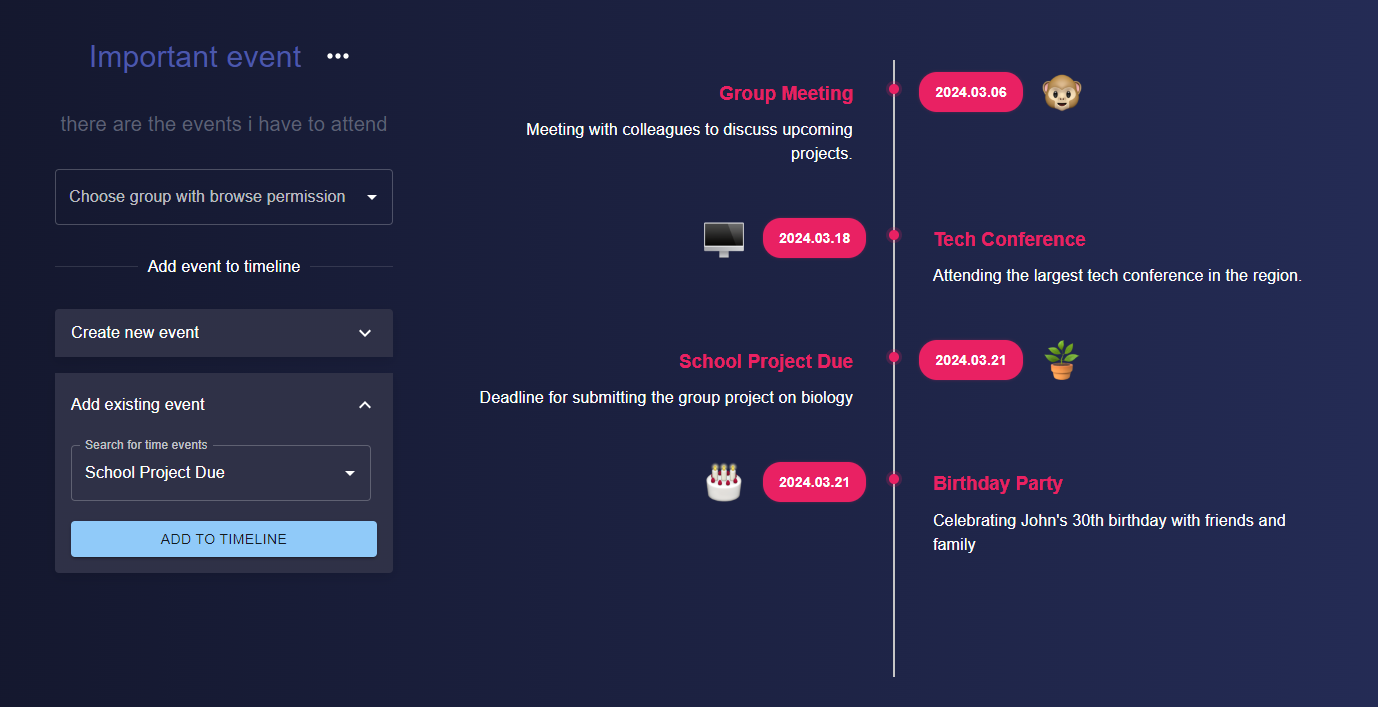 Important event
there are the events i have to attend
Choose group with browse permission
Add event to timeline
Create new event
Add existing event
Search for time events
School Project Due
ADD TO TIMELINE
Group Meeting
2024.03.06
Meeting with colleagues to discuss upcoming
projects.
2024.03.18
Tech Conference
Attending the largest tech conference in the region.
School Project Due
2024.03.21
Deadline for submitting the group project on biology
2024.03.21
Birthday Party
Celebrating John's 30th birthday with friends and
family